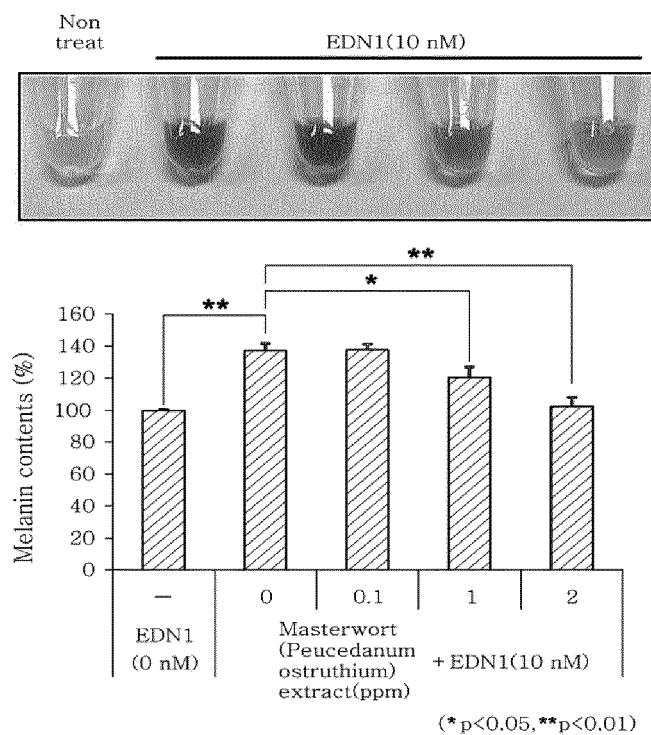 Non
treat
EDN1(10 nM)
**
*
**
Melanin contents (%)
160
140
120
100
80
60
40
20
0
－ 0 0.1 1 2
EDN1
(0 nM)
Masterwort
(Peucedanum
ostruthium)
extract(ppm)
+EDN1(10 nM)
(*p<0.05,**p<0.01)